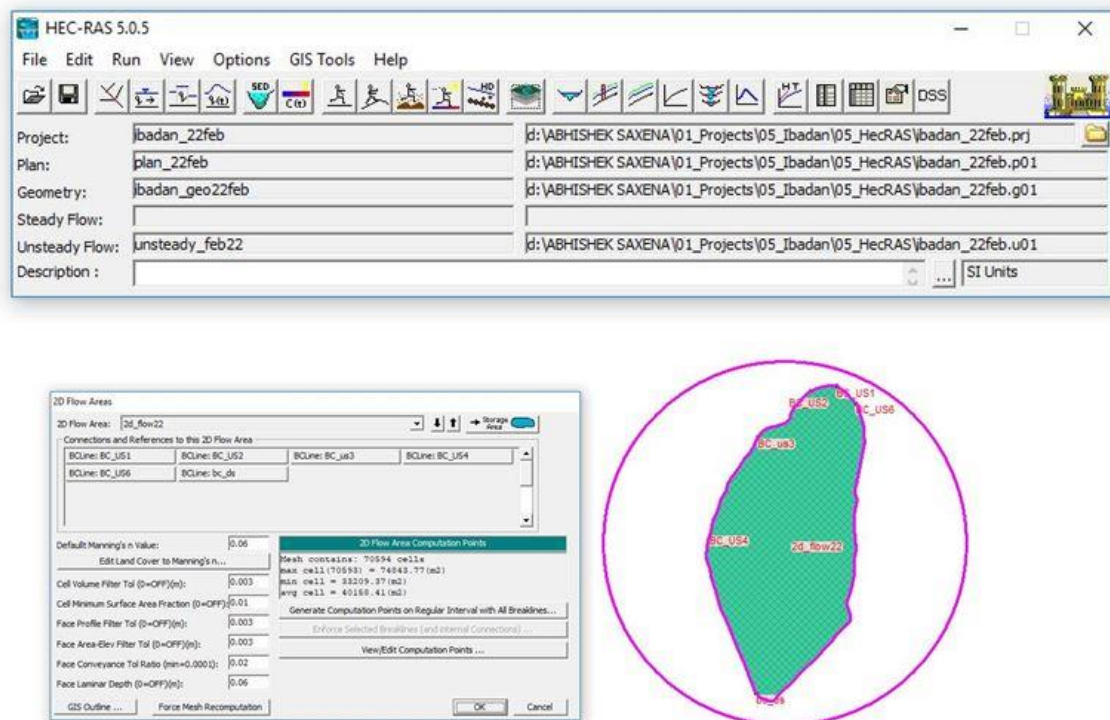 HEC-RAS 5.0.5
File Edit Run View Options GIS Tools Help
SED C(t) HD HT DSS
Project: ibadan_22feb d:\ABHISHEK SAXENA\01_Projects\05_Ibadan\05_HecRAS\ibadan_22feb.prj
Plan: plan_22feb d:\ABHISHEK SAXENA\01_Projects\05_Ibadan\05_HecRAS\ibadan_22feb.p01
Geometry: ibadan_geo22feb d:\ABHISHEK SAXENA\01_Projects\05_Ibadan\05_HecRAS\ibadan_22feb.g01
Steady Flow:
Unsteady Flow: unsteady_feb22 d:\ABHISHEK SAXENA\01_Projects\05_Ibadan\05_HecRAS\ibadan_22feb.u01
Description : ... SI Units
2D Flow Areas
2D Flow Area: 2d_flow22 Storage Area
Connections and References to this 2D Flow Area
BCLine: BC_US1 BCLine: BC_US2 BCLine: BC_us3 BCLine: BC_US4
BCLine: BC_US6 BCLine: bc_ds
Default Manning's n Value: 0.06
Edit Land Cover to Manning's n...
Cell Volume Filter Tol (0=OFF)(m): 0.003
Cell Minimum Surface Area Fraction (0=OFF): 0.01
Face Profile Filter Tol (0=OFF)(m): 0.003
Face Area-Elev Filter Tol (0=OFF)(m): 0.003
Face Conveyance Tol Ratio (min=0.0001): 0.02
Face Laminar Depth (0=OFF)(m): 0.06
2D Flow Area Computation Points
Mesh contains: 70594 cells
max cell(70593) = 74843.77(m2)
min cell = 33209.37(m2)
avg cell = 40158.41(m2)
Generate Computation Points on Regular Interval with All Breaklines...
Enforce Selected Breaklines (and internal Connections) ...
View/Edit Computation Points ...
GIS Outline ... Force Mesh Recomputation OK Cancel
BC_US1
BC_US2
BC_US6
BC_us3
BC_US4
2d_flow22
bc_ds